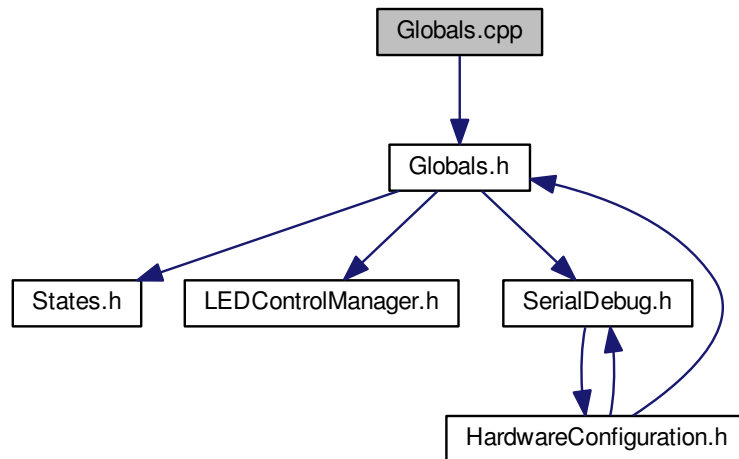 Globals.cpp
Globals.h
States.h
LEDControlManager.h
SerialDebug.h
HardwareConfiguration.h